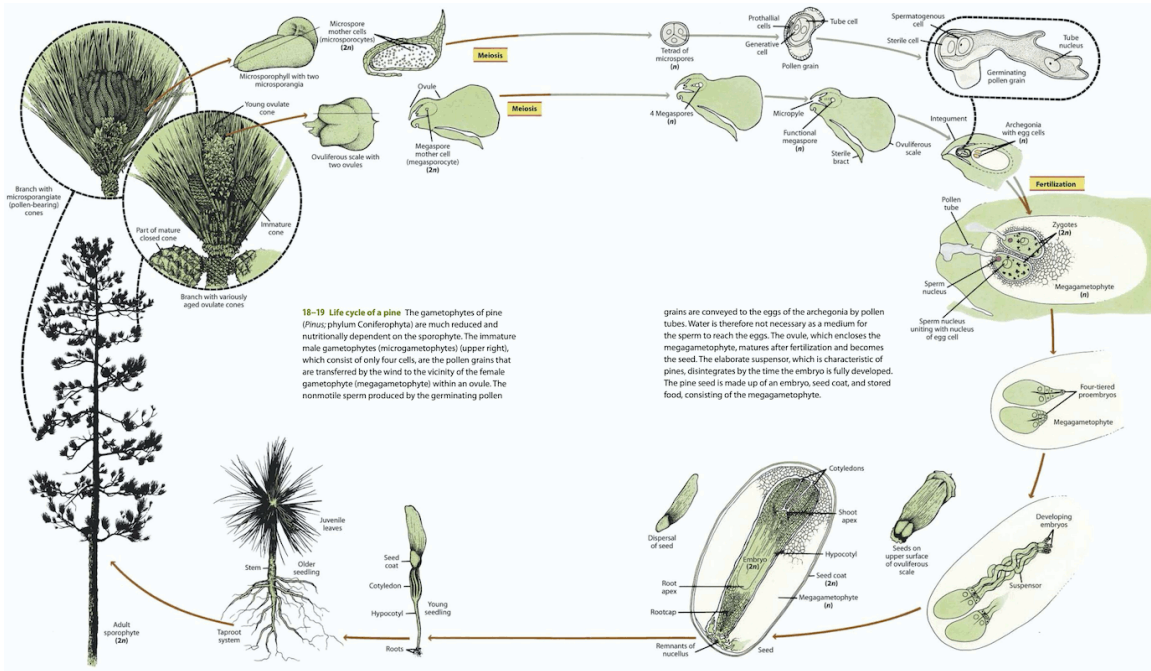 Microspore
mother cells
(microsporocytes)
(2n)
Meiosis
Microsporophyll with two
microsporangia
Tetrad of
microspores
(n)
Prothallial
cells
Generative
cell
Tube cell
Pollen grain
Spermatogenous
cell
Sterile cell
Tube
nucleus
Germinating
pollen grain
Young ovulate
cone
Ovuliferous scale with
two ovules
Ovule
Megaspore
mother cell
(megasporocyte)
(2n)
Meiosis
4 Megaspores
(n)
Micropyle
Functional
megaspore
(n)
Sterile
bract
Ovuliferous
scale
Integument
Archegonia
with egg cells
(n)
Fertilization
Branch with
microsporangiate
(pollen-bearing)
cones
Part of mature
closed cone
Immature
cone
Branch with variously
aged ovulate cones
Pollen
tube
Zygotes
(2n)
Sperm
nucleus
Megagametophyte
(n)
Sperm nucleus
uniting with nucleus
of egg cell
18–19 Life cycle of a pine The gametophytes of pine
(Pinus; phylum Coniferophyta) are much reduced and
nutritionally dependent on the sporophyte. The immature
male gametophytes (microgametophytes) (upper right),
which consist of only four cells, are the pollen grains that
are transferred by the wind to the vicinity of the female
gametophyte (megagametophyte) within an ovule. The
nonmotile sperm produced by the germinating pollen
grains are conveyed to the eggs of the archegonia by pollen
tubes. Water is therefore not necessary as a medium for
the sperm to reach the eggs. The ovule, which encloses the
megagametophyte, matures after fertilization and becomes
the seed. The elaborate suspensor, which is characteristic of
pines, disintegrates by the time the embryo is fully developed.
The pine seed is made up of an embryo, seed coat, and stored
food, consisting of the megagametophyte.
Four-tiered
proembryos
Megagametophyte
Developing
embryos
Suspensor
Seeds on
upper surface
of ovuliferous
scale
Cotyledons
Shoot
apex
Hypocotyl
Embryo
(2n)
Seed coat
(2n)
Megagametophyte
(n)
Root
apex
Rootcap
Remnants of
nucellus
Seed
Dispersal
of seed
Seed
coat
Cotyledon
Hypocotyl
Young
seedling
Roots
Juvenile
leaves
Stem
Older
seedling
Taproot
system
Adult
sporophyte
(2n)